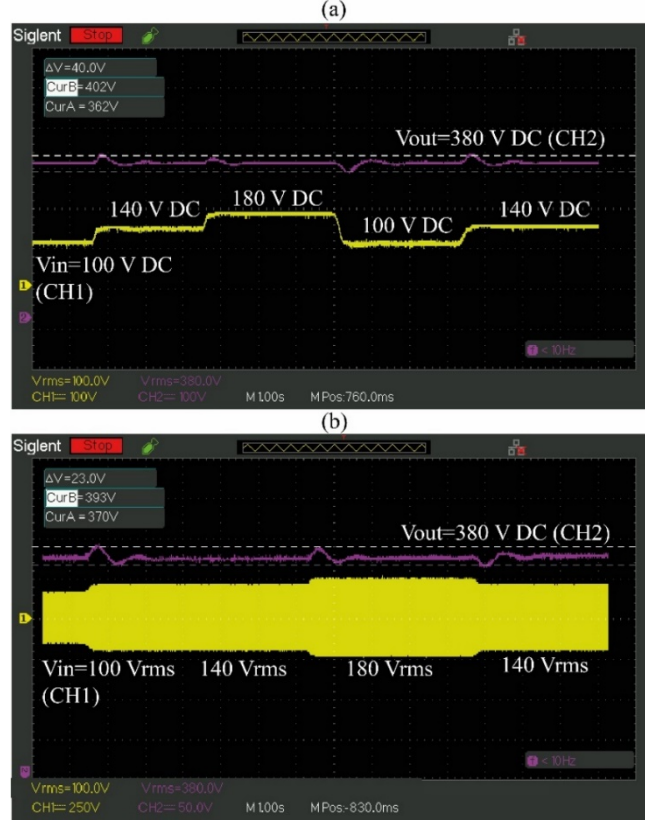 (a)
Siglent Stop
ΔV=40.0V
CurB=402V
CurA=362V
Vout=380 V DC (CH2)
140 V DC
180 V DC
100 V DC
140 V DC
Vin=100 V DC
(CH1)
1
2
< 10Hz
Vrms=100.0V Vrms=380.0V
CH1 100V CH2 100V M 1.00s M Pos:760.0ms
(b)
Siglent Stop
ΔV=23.0V
CurB=393V
CurA=370V
Vout=380 V DC (CH2)
1
Vin=100 Vrms 140 Vrms 180 Vrms 140 Vrms
(CH1)
< 10Hz
Vrms=100.0V Vrms=380.0V
CH1 250V CH2 50.0V M 1.00s M Pos:-830.0ms